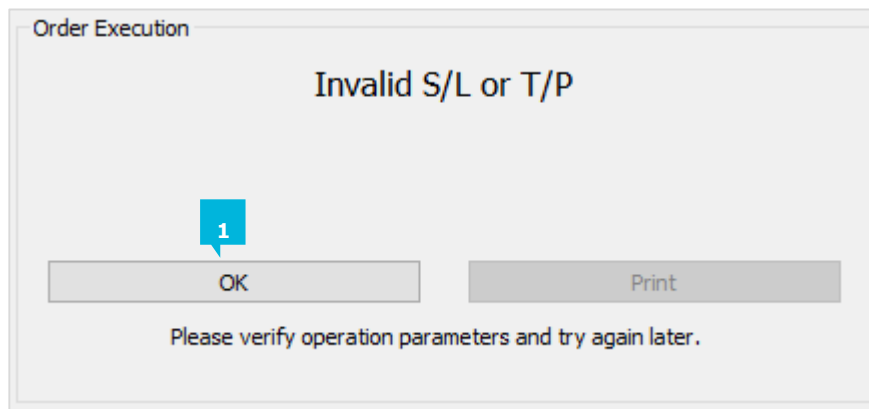 Order Execution
Invalid S/L or T/P
1
OK
Print
Please verify operation parameters and try again later.